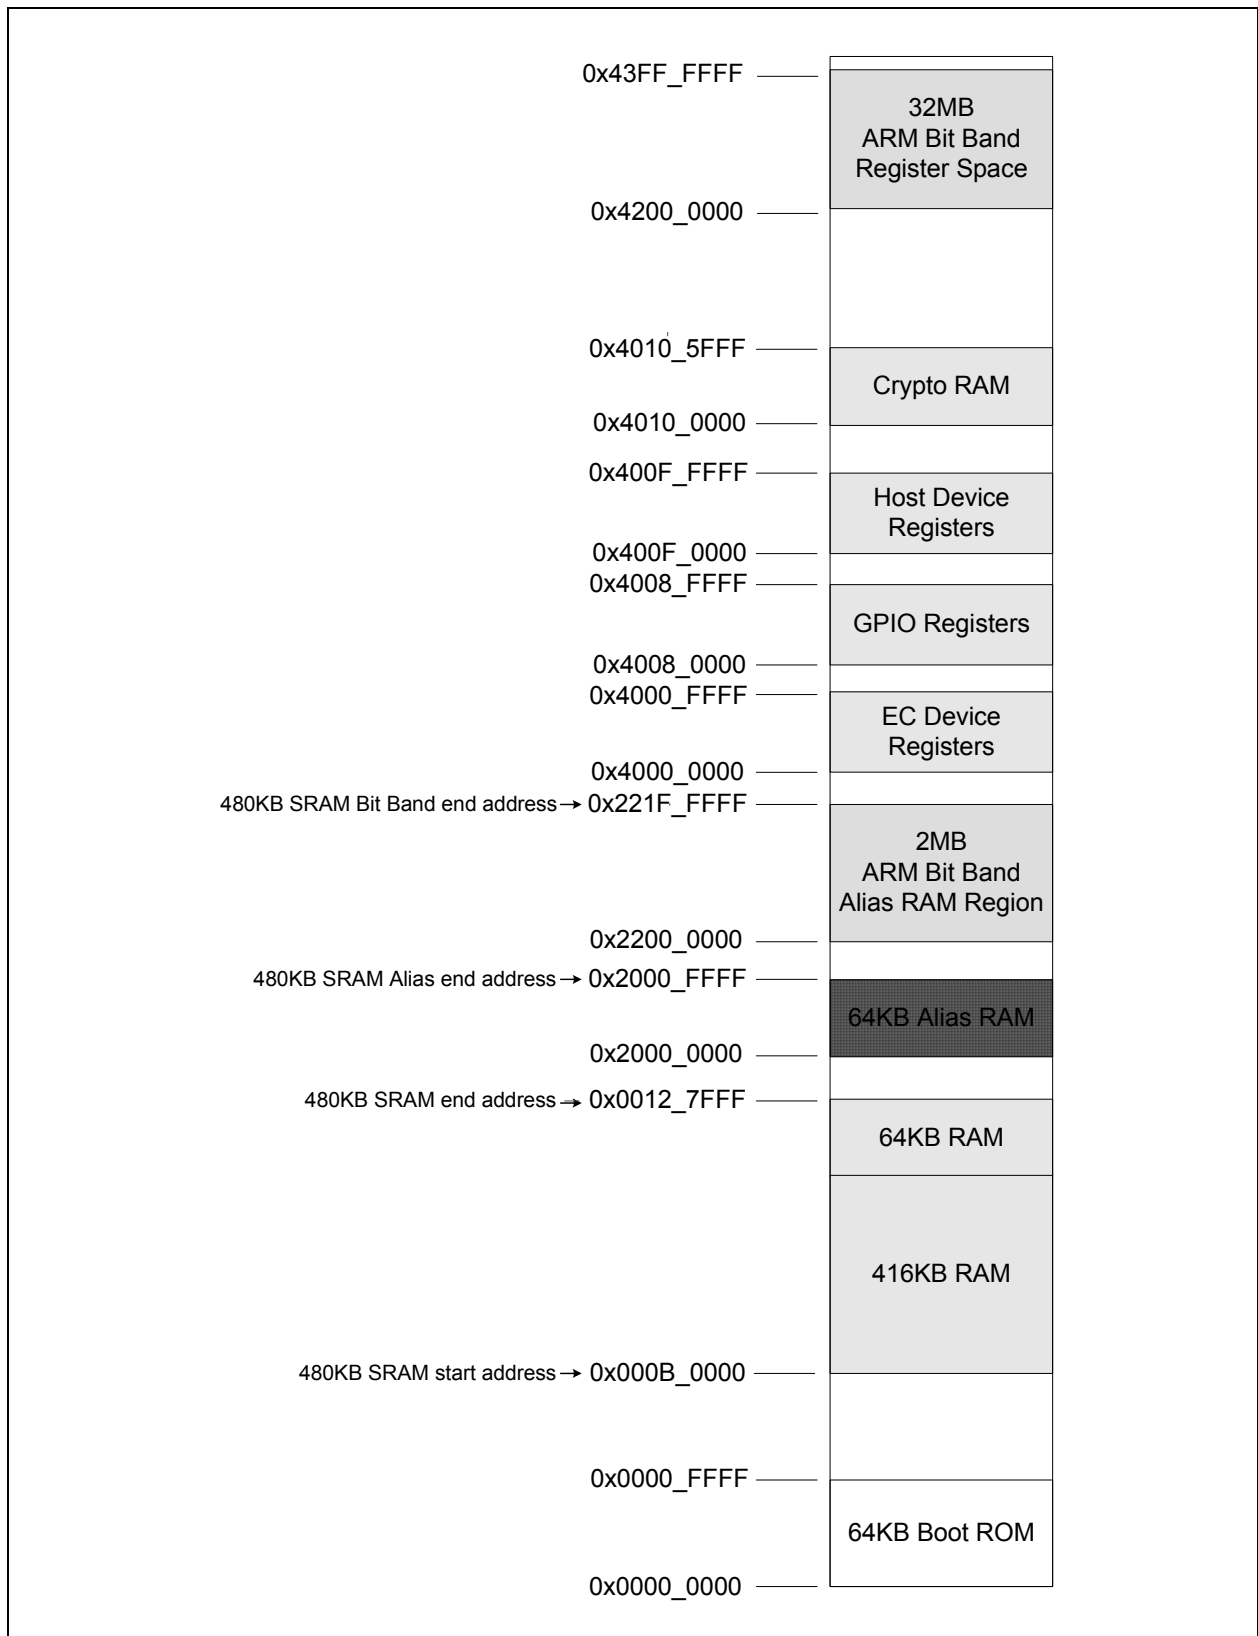 0x43FF_FFFF
32MB
ARM Bit Band
Register Space
0x4200_0000
0x4010_5FFF
Crypto RAM
0x4010_0000
0x400F_FFFF
Host Device
Registers
0x400F_0000
0x4008_FFFF
GPIO Registers
0x4008_0000
0x4000_FFFF
EC Device
Registers
0x4000_0000
480KB SRAM Bit Band end address→ 0x221F_FFFF
2MB
ARM Bit Band
Alias RAM Region
0x2200_0000
480KB SRAM Alias end address→ 0x2000_FFFF
64KB Alias RAM
0x2000_0000
480KB SRAM end address→ 0x0012_7FFF
64KB RAM
416KB RAM
480KB SRAM start address→ 0x000B_0000
0x0000_FFFF
64KB Boot ROM
0x0000_0000